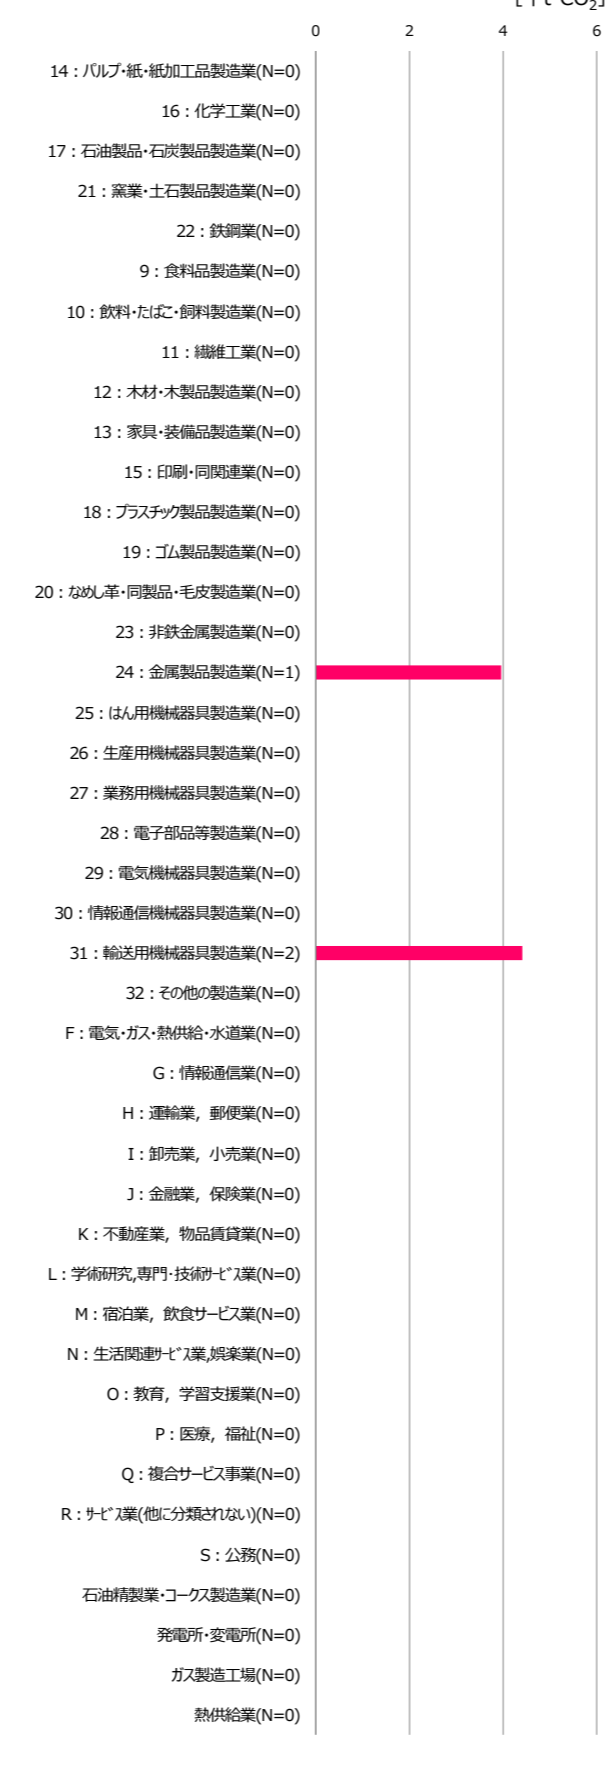 CO₂]
0 2 4 6
14：パルプ・紙・紙加工品製造業(N=0)
16：化学工業(N=0)
17：石油製品・石炭製品製造業(N=0)
21：窯業・土石製品製造業(N=0)
22：鉄鋼業(N=0)
9：食料品製造業(N=0)
10：飲料・たばこ・飼料製造業(N=0)
11：繊維工業(N=0)
12：木材・木製品製造業(N=0)
13：家具・装備品製造業(N=0)
15：印刷・同関連業(N=0)
18：プラスチック製品製造業(N=0)
19：ゴム製品製造業(N=0)
20：なめし革・同製品・毛皮製造業(N=0)
23：非鉄金属製造業(N=0)
24：金属製品製造業(N=1)
25：はん用機械器具製造業(N=0)
26：生産用機械器具製造業(N=0)
27：業務用機械器具製造業(N=0)
28：電子部品等製造業(N=0)
29：電気機械器具製造業(N=0)
30：情報通信機械器具製造業(N=0)
31：輸送用機械器具製造業(N=2)
32：その他の製造業(N=0)
F：電気・ガス・熱供給・水道業(N=0)
G：情報通信業(N=0)
H：運輸業，郵便業(N=0)
I：卸売業，小売業(N=0)
J：金融業，保険業(N=0)
K：不動産業，物品賃貸業(N=0)
L：学術研究,専門・技術ｻｰﾋﾞｽ業(N=0)
M：宿泊業，飲食サービス業(N=0)
N：生活関連ｻｰﾋﾞｽ業,娯楽業(N=0)
O：教育，学習支援業(N=0)
P：医療，福祉(N=0)
Q：複合サービス事業(N=0)
R：ｻｰﾋﾞｽ業(他に分類されない)(N=0)
S：公務(N=0)
石油精製業・コークス製造業(N=0)
発電所・変電所(N=0)
ガス製造工場(N=0)
熱供給業(N=0)